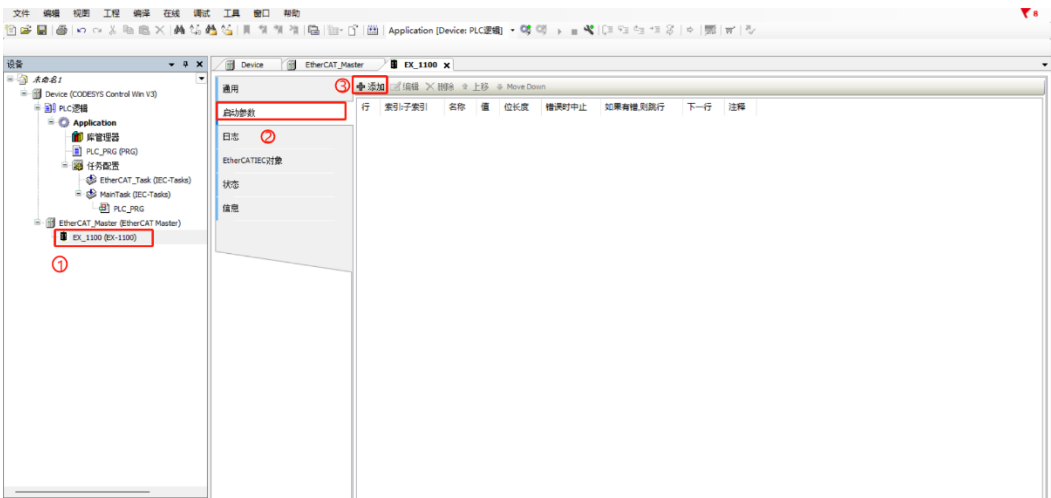 文件 编辑 视图 工程 编译 在线 调试 工具 窗口 帮助
6
Application [Device: PLC逻辑]
设备
未命名1
Device (CODESYS Control Win V3)
PLC逻辑
Application
库管理器
PLC_PRG (PRG)
任务配置
EtherCAT_Task (IEC-Tasks)
MainTask (IEC-Tasks)
PLC_PRG
EtherCAT_Master (EtherCAT Master)
EX_1100 (EX-1100)
①
Device EtherCAT_Master EX_1100
通用
启动参数
日志
②
EtherCATIEC对象
状态
信息
③ 添加 编辑 删除 上移 Move Down
行 索引:子索引 名称 值 位长度 错误时中止 如果有错,则跳行 下一行 注释